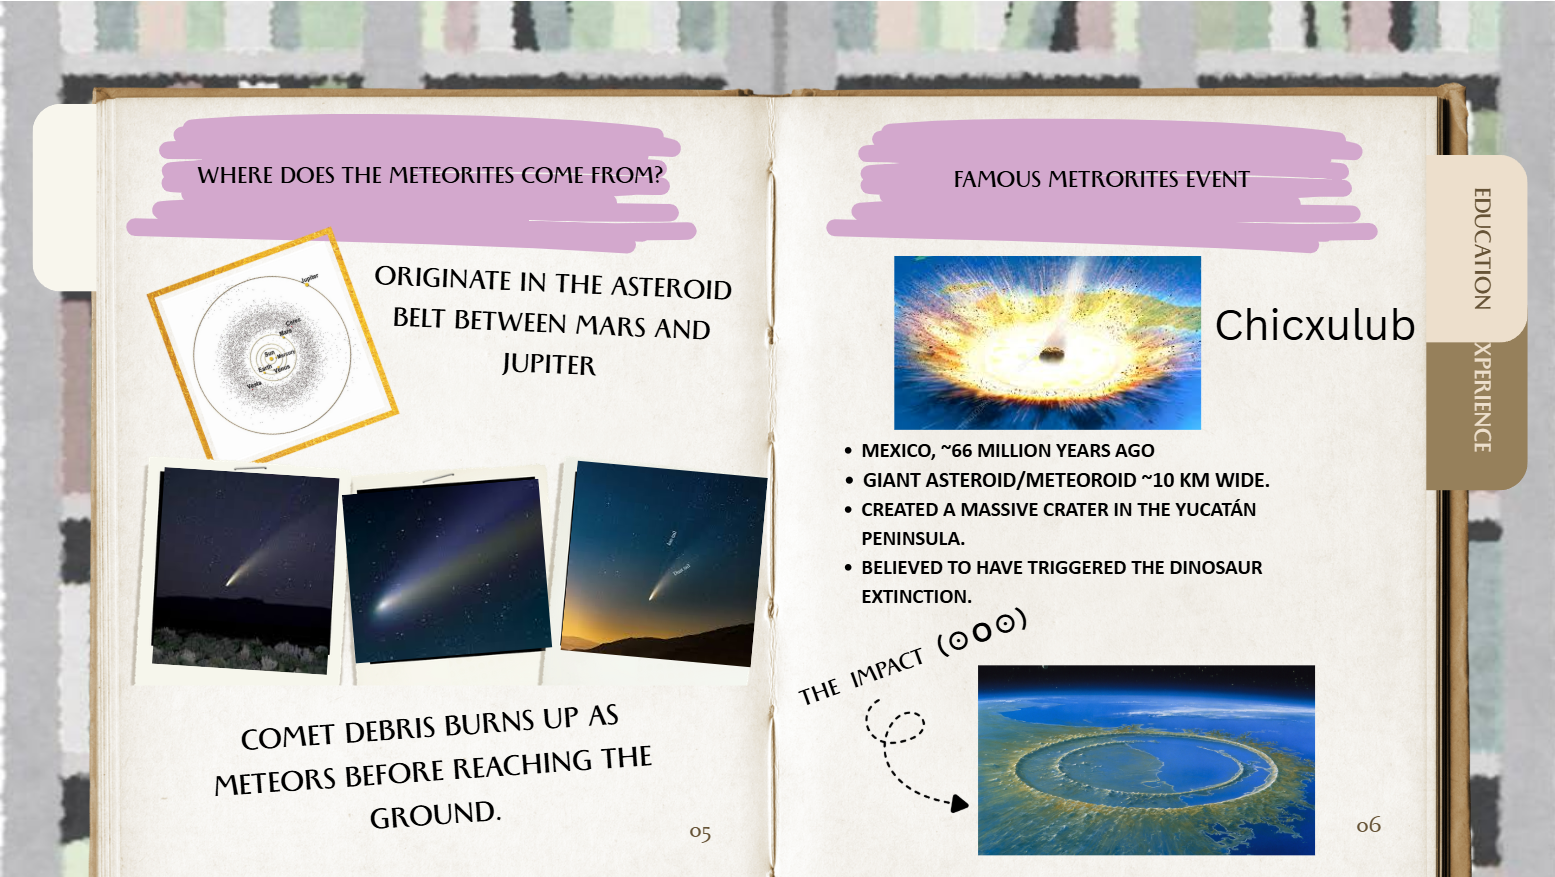 WHERE DOES THE METEORITES COME FROM?
ORIGINATE IN THE ASTEROID
BELT BETWEEN MARS AND
JUPITER
Jupiter
Ceres
Mars
Sun
Mercury
Earth
Venus
Vesta
Ion tail
Dust tail
COMET DEBRIS BURNS UP AS
METEORS BEFORE REACHING THE
GROUND.
05
FAMOUS METRORITES EVENT
Chicxulub
• MEXICO, ~66 MILLION YEARS AGO
• GIANT ASTEROID/METEOROID ~10 KM WIDE.
• CREATED A MASSIVE CRATER IN THE YUCATÁN
PENINSULA.
• BELIEVED TO HAVE TRIGGERED THE DINOSAUR
EXTINCTION.
THE IMPACT (⊙O⊙)
06
EDUCATION
XPERIENCE